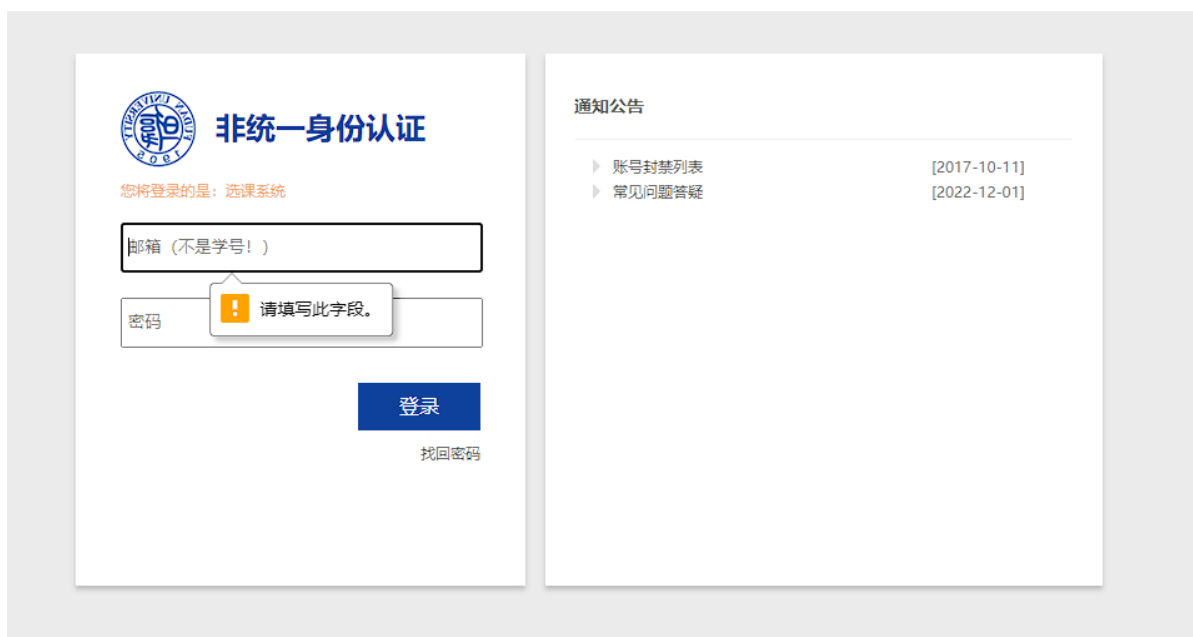 FUDAN UNIVERSITY
1905
非统一身份认证
您将登录的是：选课系统
邮箱（不是学号！）
请填写此字段。
密码
登录
找回密码
通知公告
账号封禁列表 [2017-10-11]
常见问题答疑 [2022-12-01]